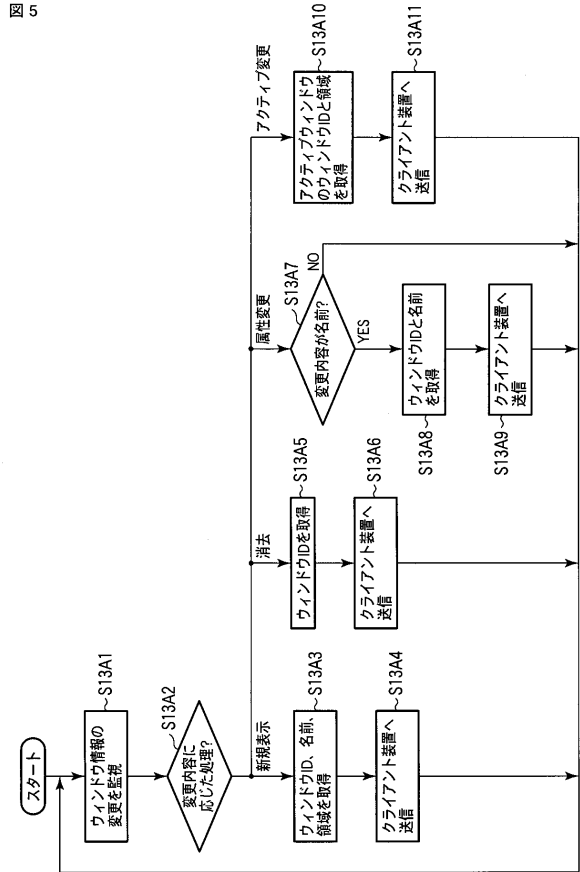 図 5
スタート
ウィンドウ情報の
変更を監視
S13A1
変更内容に
応じた処理?
S13A2
新規表示
ウィンドウID、名前、
領域を取得
S13A3
クライアント装置へ
送信
S13A4
消去
ウィンドウIDを取得
S13A5
クライアント装置へ
送信
S13A6
属性変更
変更内容が名前?
S13A7
NO
YES
ウィンドウIDと名前
を取得
S13A8
クライアント装置へ
送信
S13A9
アクティブ変更
アクティブウィンドウ
のウィンドウIDと領域
を取得
S13A10
クライアント装置へ
送信
S13A11